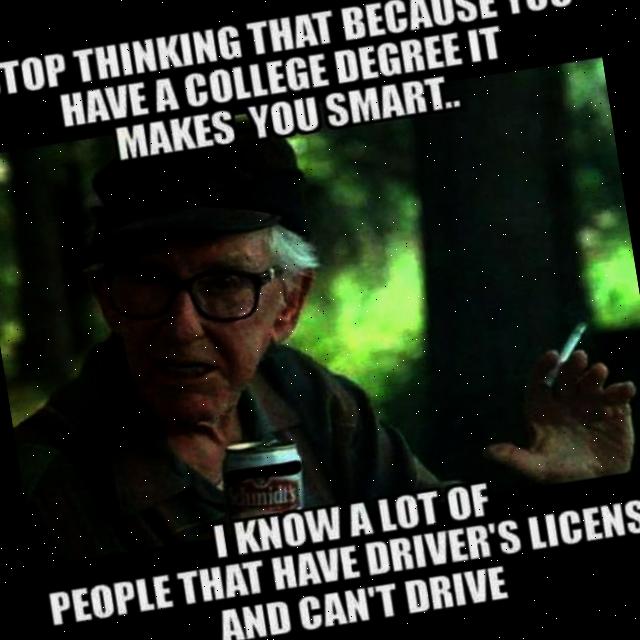 TOP THINKING THAT BECAUSE YOU
HAVE A COLLEGE DEGREE IT
MAKES YOU SMART..
Schmidt's
I KNOW A LOT OF
PEOPLE THAT HAVE DRIVER'S LICENS
AND CAN'T DRIVE